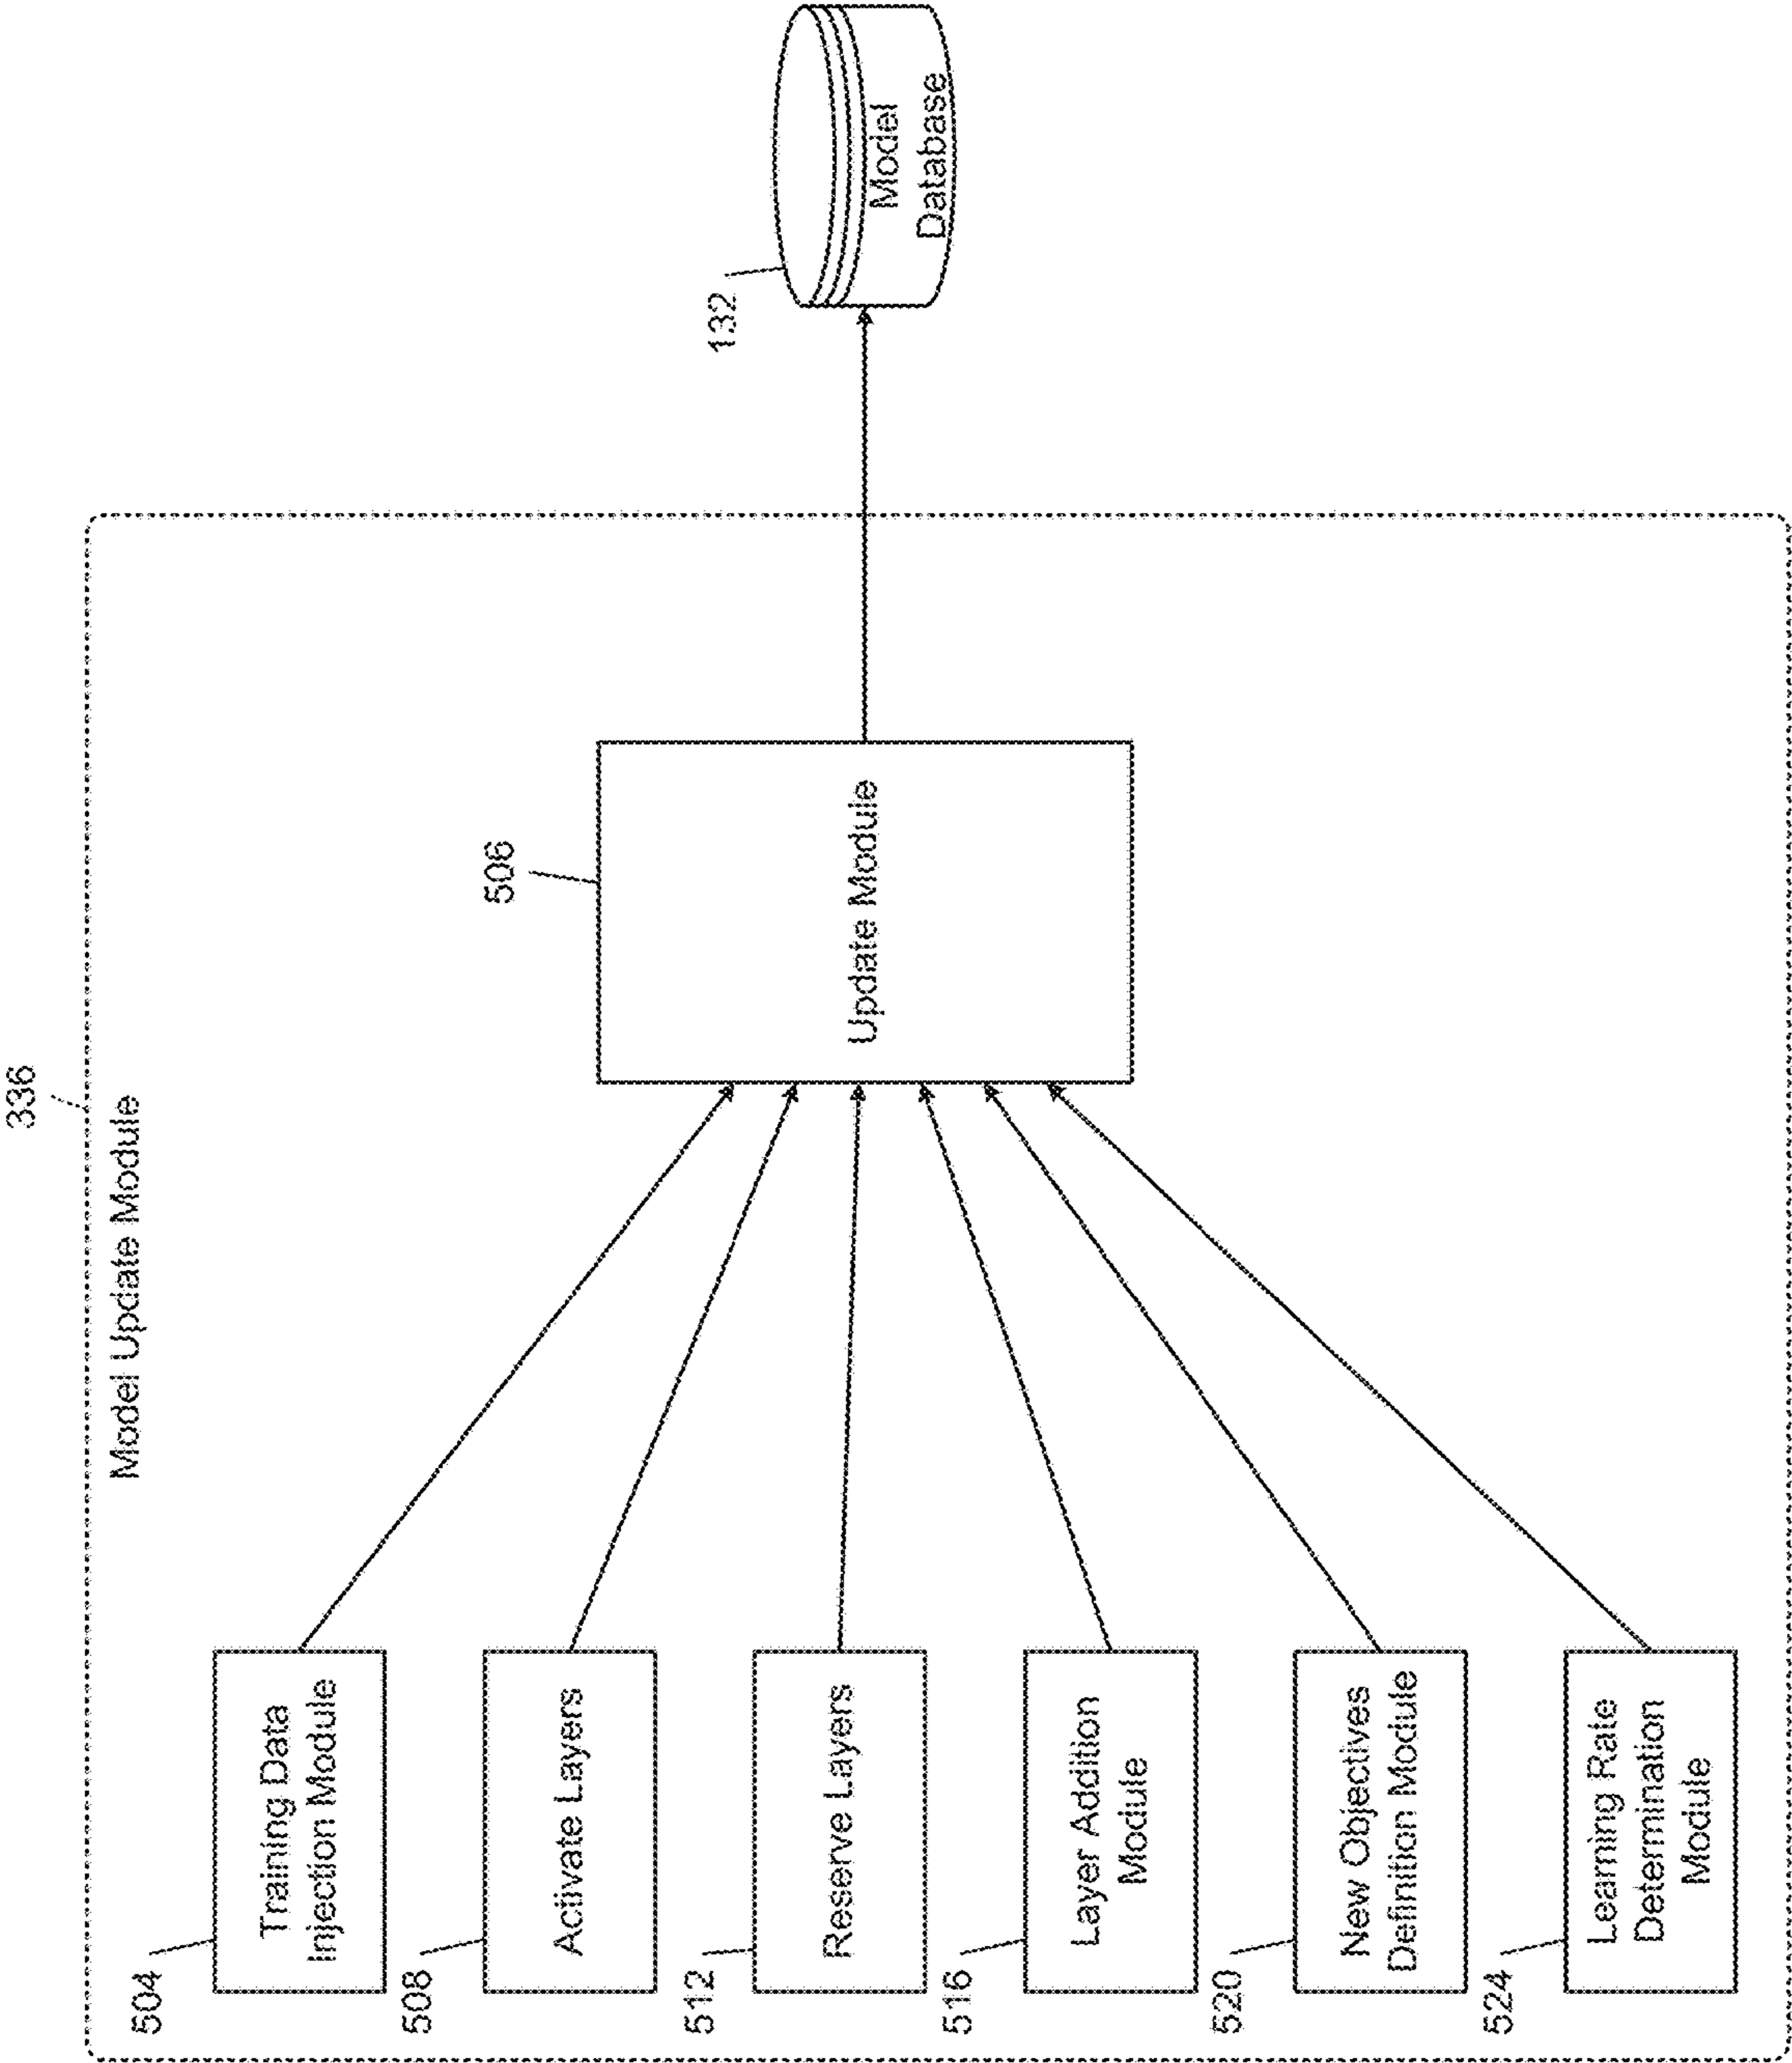 336
Model Update Module
504
Training Data
Injection Module
508
Activate Layers
512
Reserve Layers
516
Layer Addition
Module
520
New Objectives
Definition Module
524
Learning Rate
Determination
Module
506
Update Module
132
Model
Database